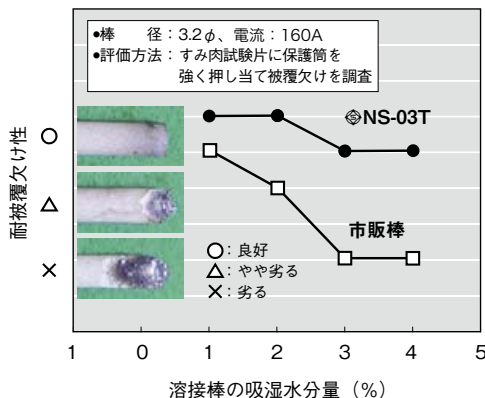 ●棒　　径：3.2φ、電流：160A
●評価方法：すみ肉試験片に保護筒を
強く押し当て被覆欠けを調査
NS-03T
市販棒
○：良好
△：やや劣る
×：劣る
耐被覆欠け性
○
△
×
1 0 1 2 3 4 5
溶接棒の吸湿水分量（%）